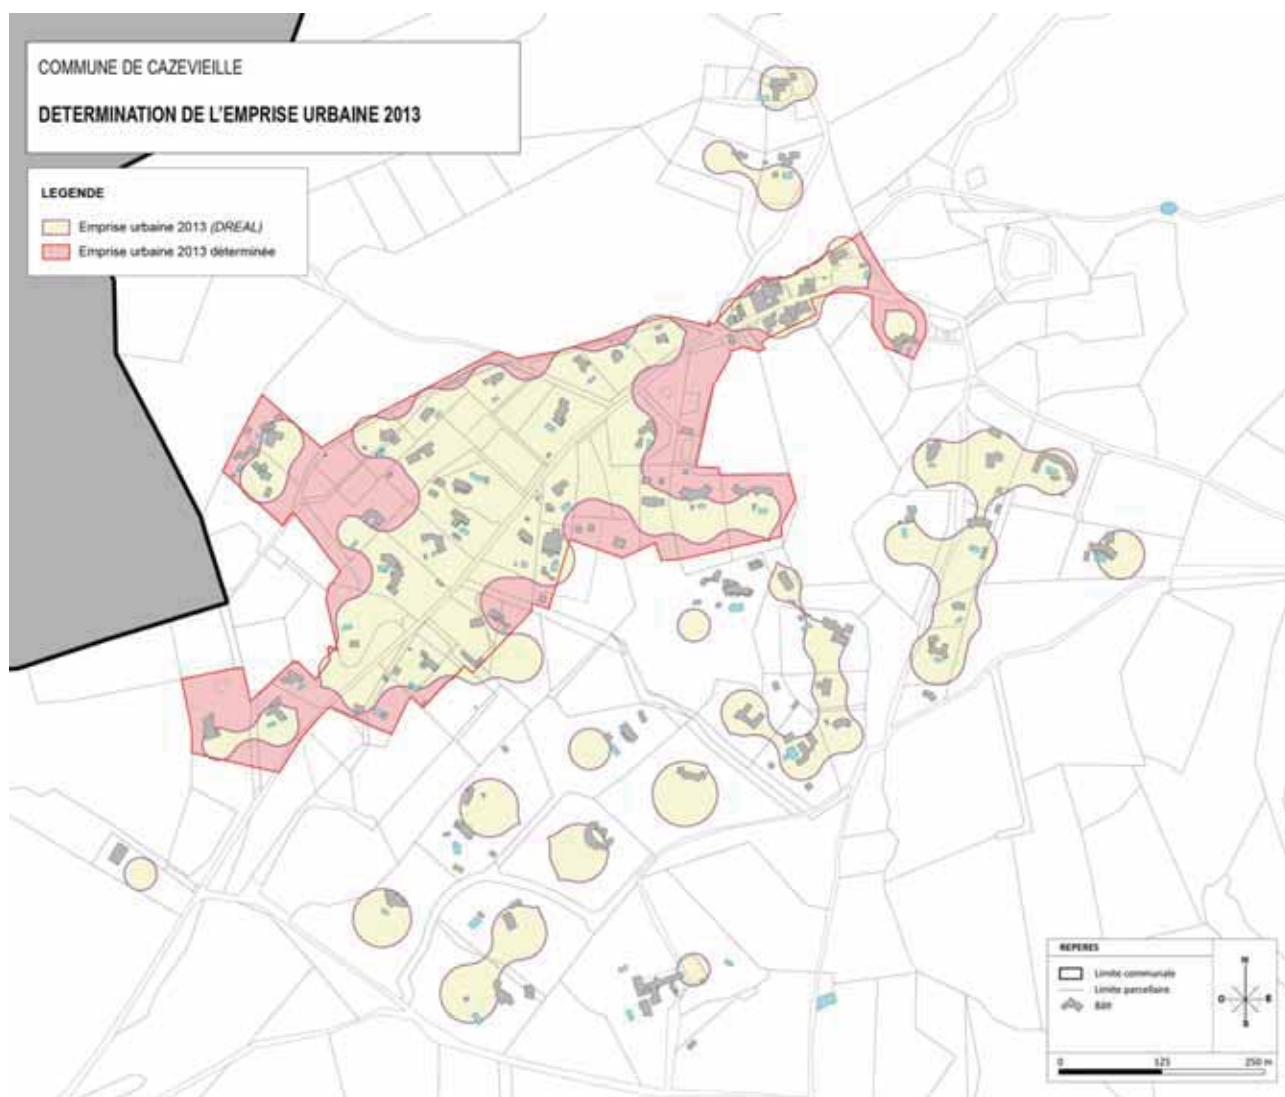 COMMUNE DE CAZEVIEILLE
DETERMINATION DE L'EMPRISE URBAINE 2013
LEGENDE
Emprise urbaine 2013 (DREAL)
Emprise urbaine 2013 déterminée
REPERES
Limite communale
Limite parcellaire
Bâti
N
O E
S
0 125 250 m